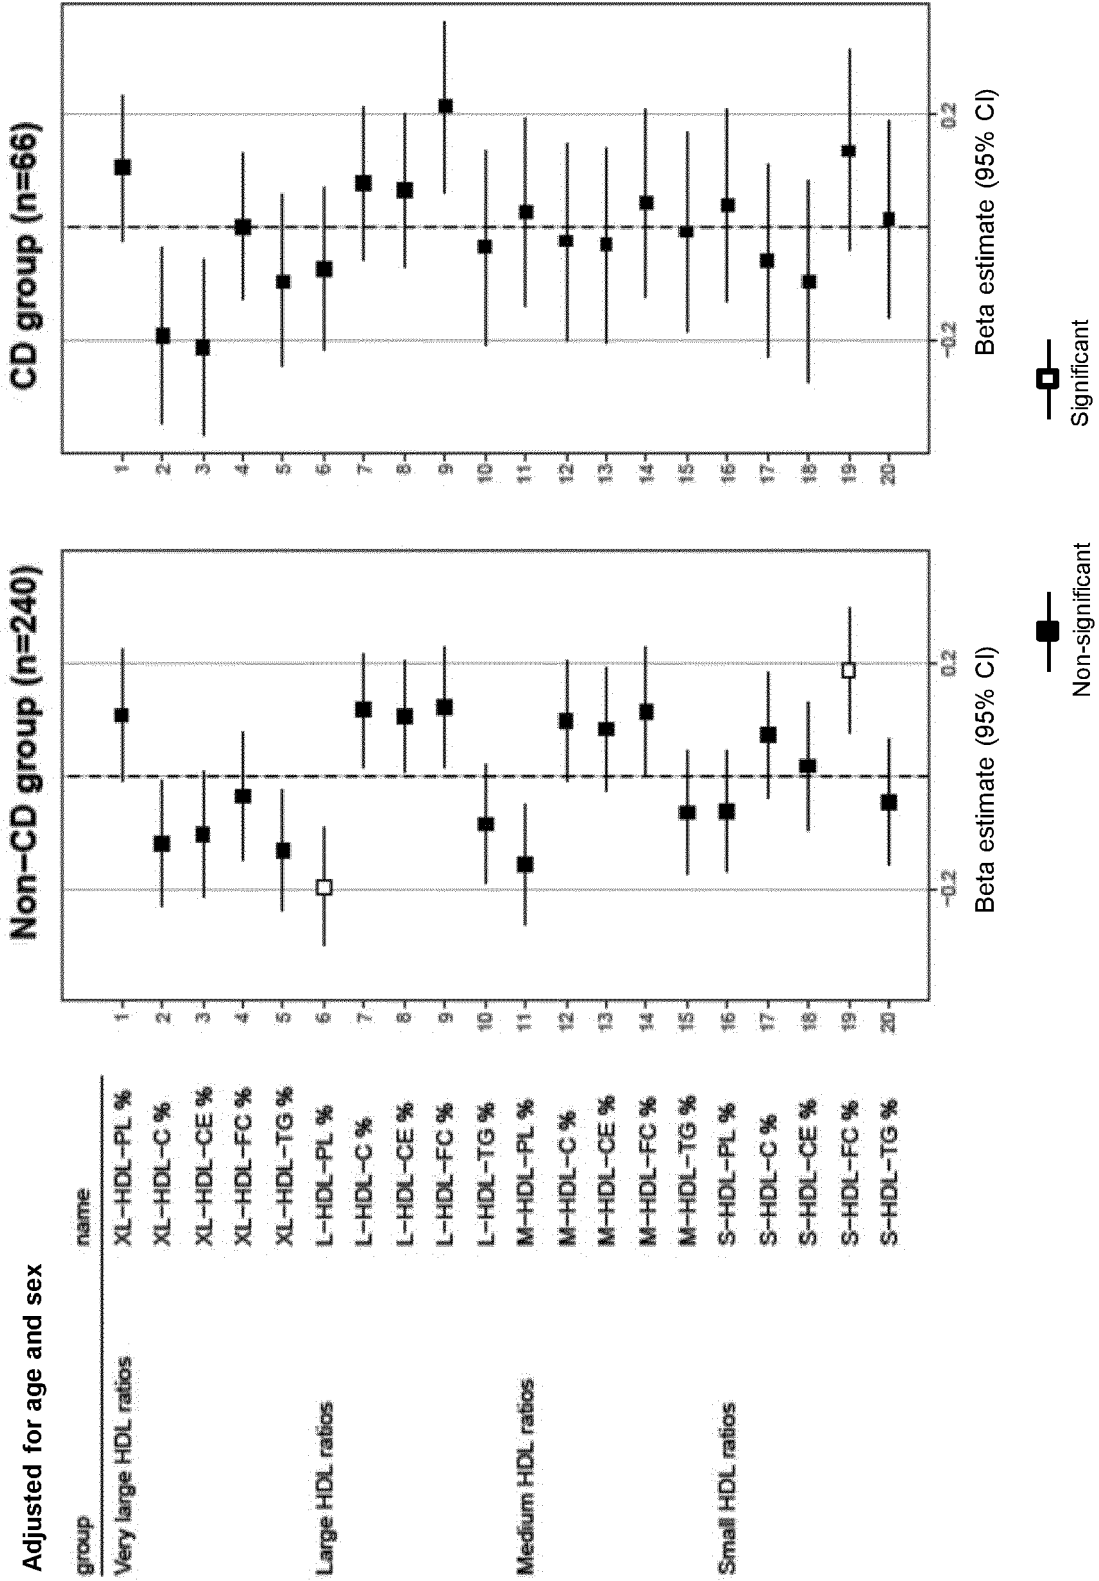 Adjusted for age and sex
Non−CD group (n=240)
CD group (n=66)
group
name
Very large HDL ratios
XL−HDL−PL %
1
1
XL−HDL−C %
2
2
XL−HDL−CE %
3
3
XL−HDL−FC %
4
4
XL−HDL−TG %
5
5
Large HDL ratios
L−HDL−PL %
6
6
L−HDL−C %
7
7
L−HDL−CE %
8
8
L−HDL−FC %
9
9
L−HDL−TG %
10
10
Medium HDL ratios
M−HDL−PL %
11
11
M−HDL−C %
12
12
M−HDL−CE %
13
13
M−HDL−FC %
14
14
M−HDL−TG %
15
15
Small HDL ratios
S−HDL−PL %
16
16
S−HDL−C %
17
17
S−HDL−CE %
18
18
S−HDL−FC %
19
19
S−HDL−TG %
20
20
−0.2
0.2
−0.2
0.2
Beta estimate (95% CI)
Beta estimate (95% CI)
Non-significant
Significant